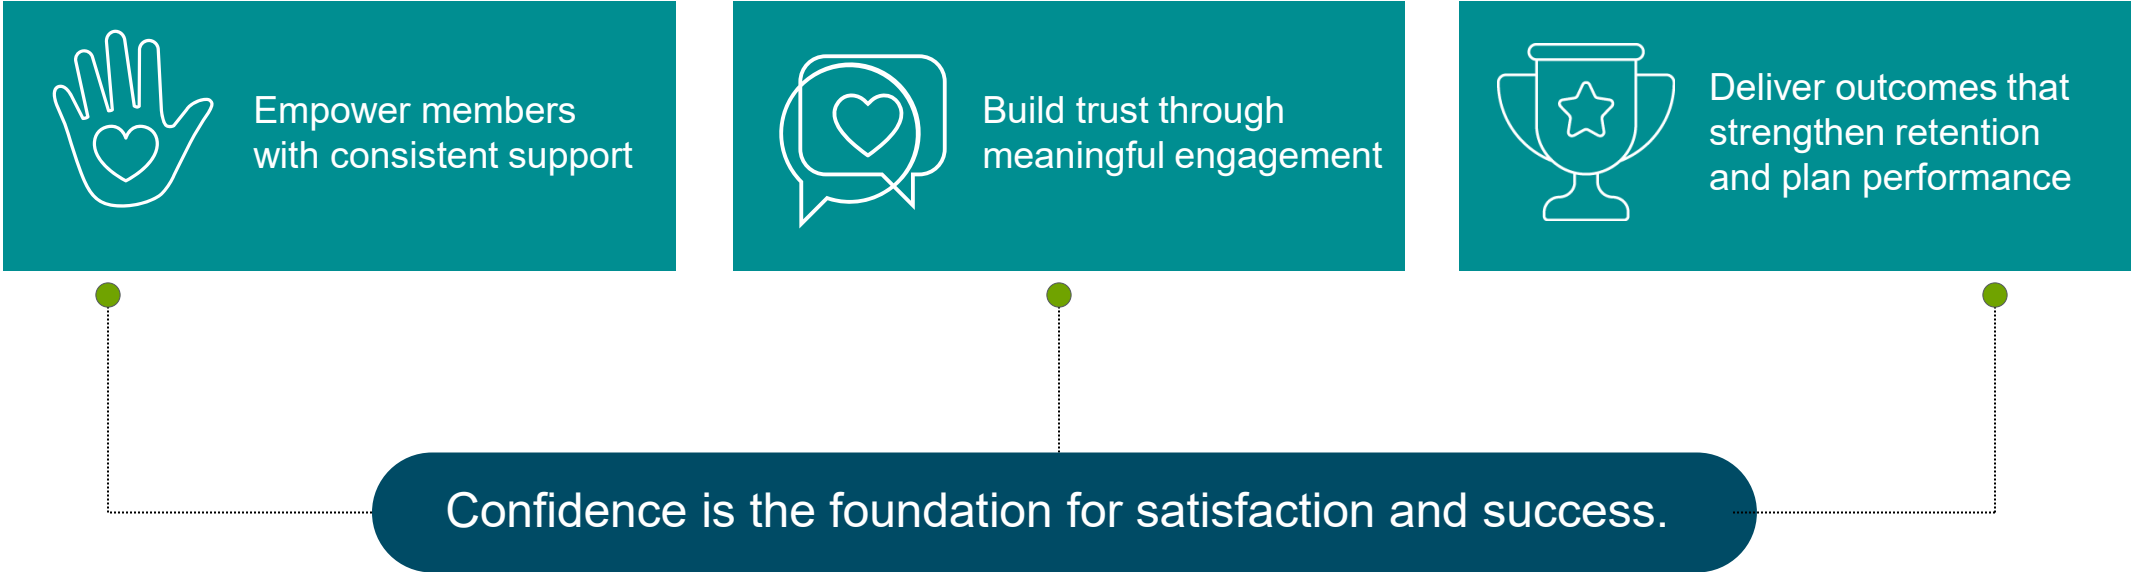 Empower members
with consistent support
Build trust through
meaningful engagement
Deliver outcomes that
strengthen retention
and plan performance
Confidence is the foundation for satisfaction and success.